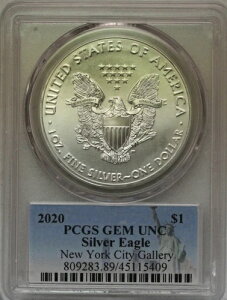 UNITED STATES OF AMERICA
1 OZ. FINE SILVER~ONE DOLLAR
2020 $1
PCGS GEM UNC
Silver Eagle
New York City Gallery
809283.89/45115409